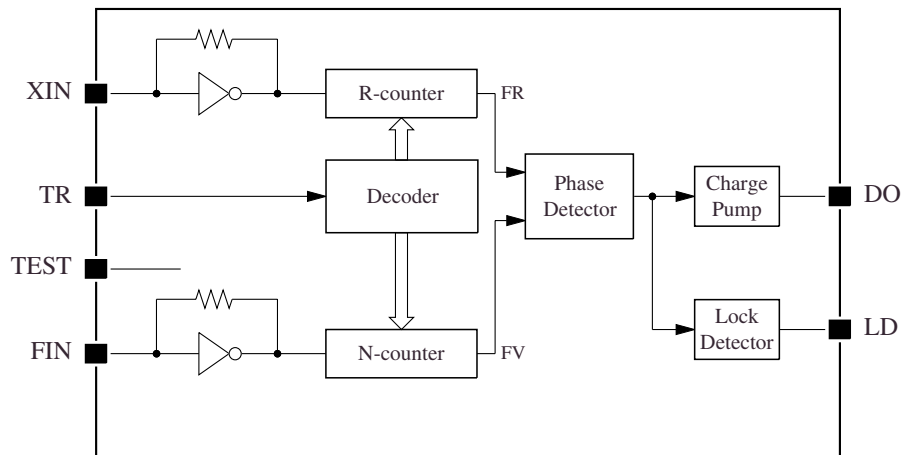 XIN
R-counter
FR
TR
Decoder
Phase
Detector
Charge
Pump
DO
TEST
FIN
N-counter
FV
Lock
Detector
LD